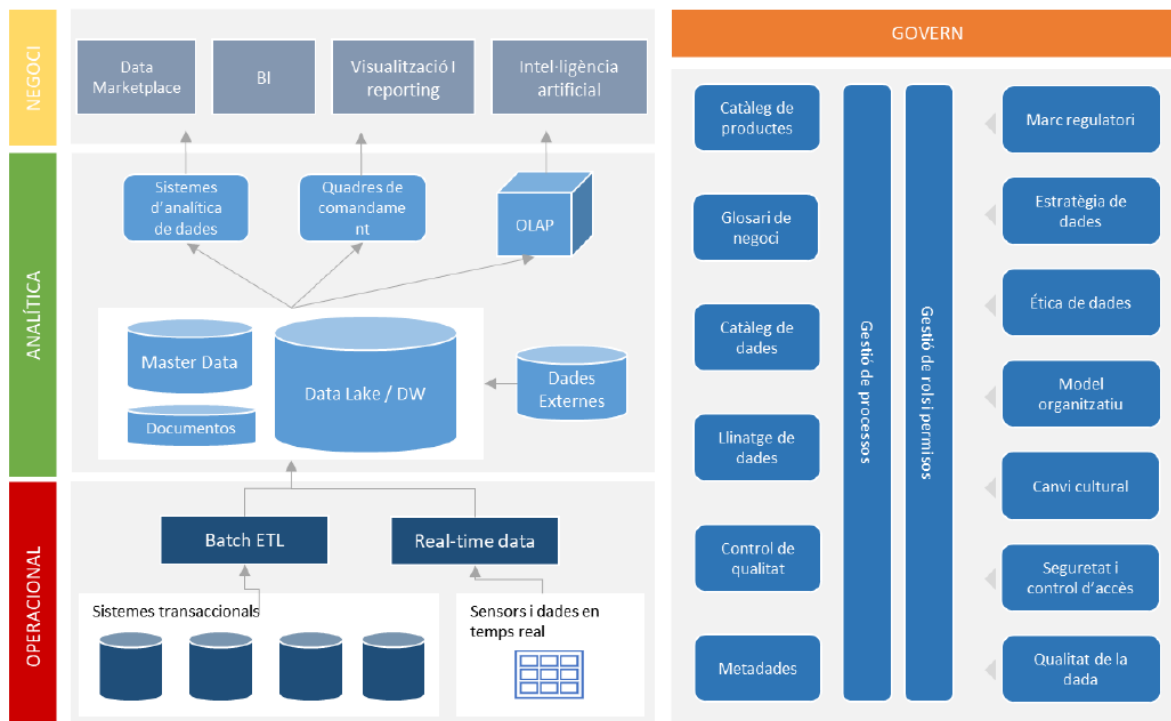 NEGOCI
Data
Marketplace
BI
Visualització I
reporting
Intel·ligència
artificial
ANALÍTICA
Sistemes
d'analítica
de dades
Quadres de
comandame
nt
OLAP
Master Data
Documentos
Data Lake / DW
Dades
Externes
OPERACIONAL
Batch ETL
Real-time data
Sistemes transaccionals
Sensors i dades en
temps real
GOVERN
Catàleg de
productes
Glosari de
negoci
Catàleg de
dades
Llinatge de
dades
Control de
qualitat
Metadades
Gestió de processos
Gestió de rols i permisos
Marc regulatori
Estratègia de
dades
Ética de dades
Model
organitzatiu
Canvi cultural
Seguretat i
control d'accès
Qualitat de la
dada